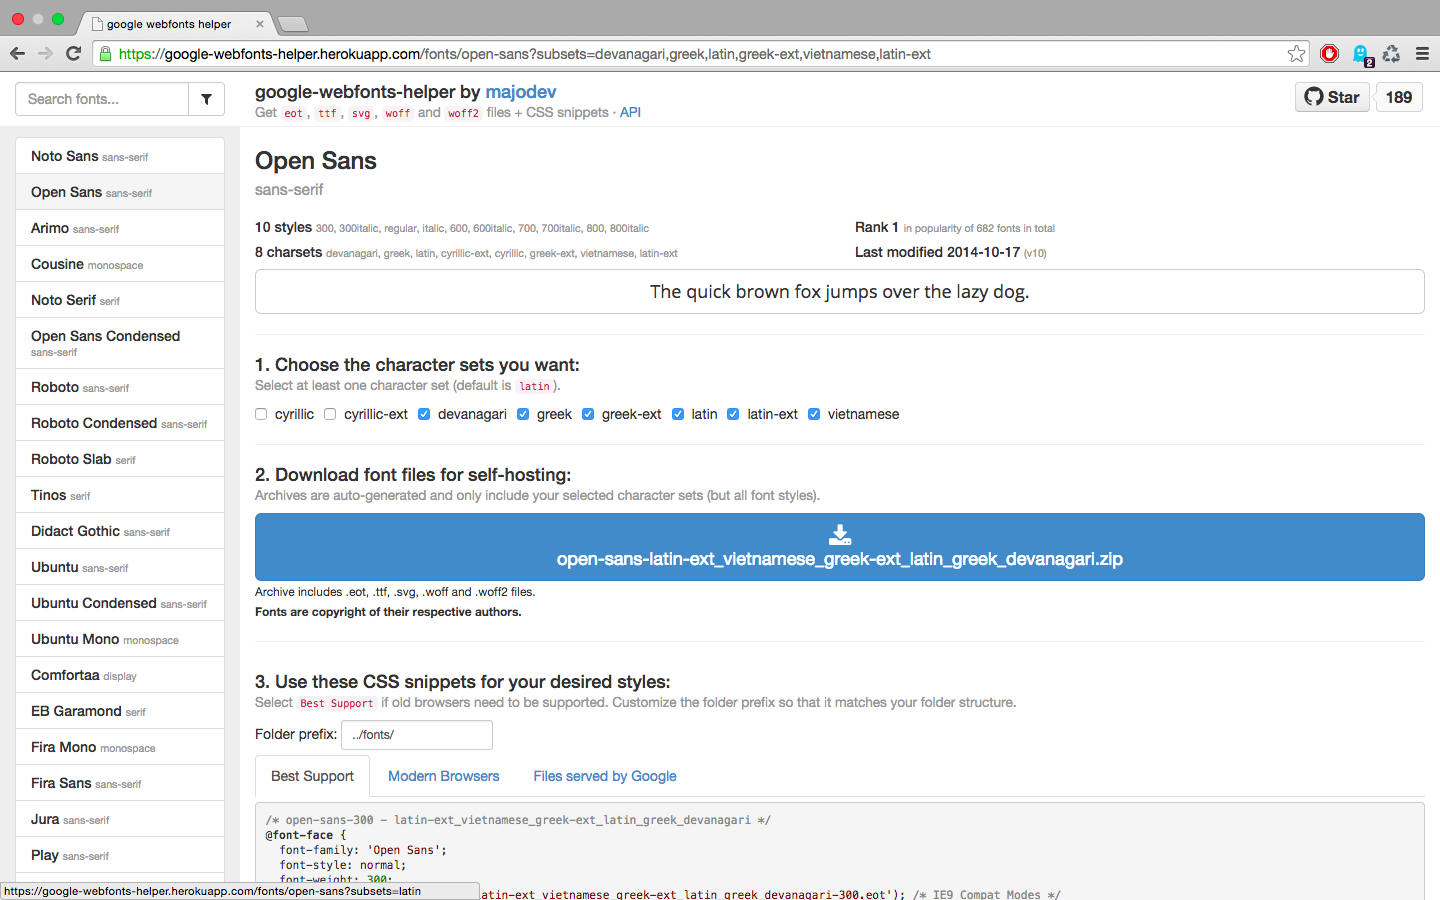 google webfonts helper
https://google-webfonts-helper.herokuapp.com/fonts/open-sans?subsets=devanagari,greek,latin,greek-ext,vietnamese,latin-ext
2
Search fonts...
google-webfonts-helper by majodev
Get eot, ttf, svg, woff and woff2 files + CSS snippets · API
Star
189
Noto Sans sans-serif
Open Sans sans-serif
Arimo sans-serif
Cousine monospace
Noto Serif serif
Open Sans Condensed
sans-serif
Roboto sans-serif
Roboto Condensed sans-serif
Roboto Slab serif
Tinos serif
Didact Gothic sans-serif
Ubuntu sans-serif
Ubuntu Condensed sans-serif
Ubuntu Mono monospace
Comfortaa display
EB Garamond serif
Fira Mono monospace
Fira Sans sans-serif
Jura sans-serif
Play sans-serif
Open Sans
sans-serif
10 styles 300, 300italic, regular, italic, 600, 600italic, 700, 700italic, 800, 800italic
Rank 1 in popularity of 682 fonts in total
8 charsets devanagari, greek, latin, cyrillic-ext, cyrillic, greek-ext, vietnamese, latin-ext
Last modified 2014-10-17 (v10)
The quick brown fox jumps over the lazy dog.
1. Choose the character sets you want:
Select at least one character set (default is latin).
cyrillic cyrillic-ext devanagari greek greek-ext latin latin-ext vietnamese
2. Download font files for self-hosting:
Archives are auto-generated and only include your selected character sets (but all font styles).
open-sans-latin-ext_vietnamese_greek-ext_latin_greek_devanagari.zip
Archive includes .eot, .ttf, .svg, .woff and .woff2 files.
Fonts are copyright of their respective authors.
3. Use these CSS snippets for your desired styles:
Select Best Support if old browsers need to be supported. Customize the folder prefix so that it matches your folder structure.
Folder prefix: ../fonts/
Best Support Modern Browsers Files served by Google
/* open-sans-300 - latin-ext_vietnamese_greek-ext_latin_greek_devanagari */
@font-face {
font-family: 'Open Sans';
font-style: normal;
font-weight: 300;
atin-ext_vietnamese_greek-ext_latin_greek_devanagari-300.eot'); /* IE9 Compat Modes */
https://google-webfonts-helper.herokuapp.com/fonts/open-sans?subsets=latin